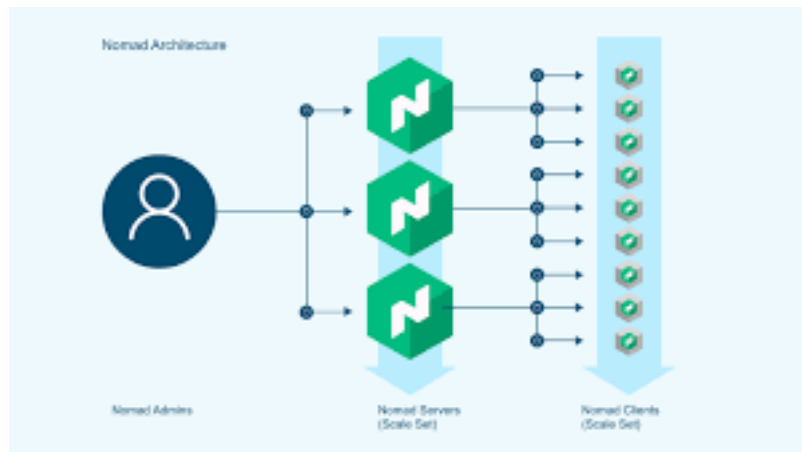 Nomad Architecture
Nomad Admins
Nomad Servers
(Scale Set)
Nomad Clients
(Scale Set)